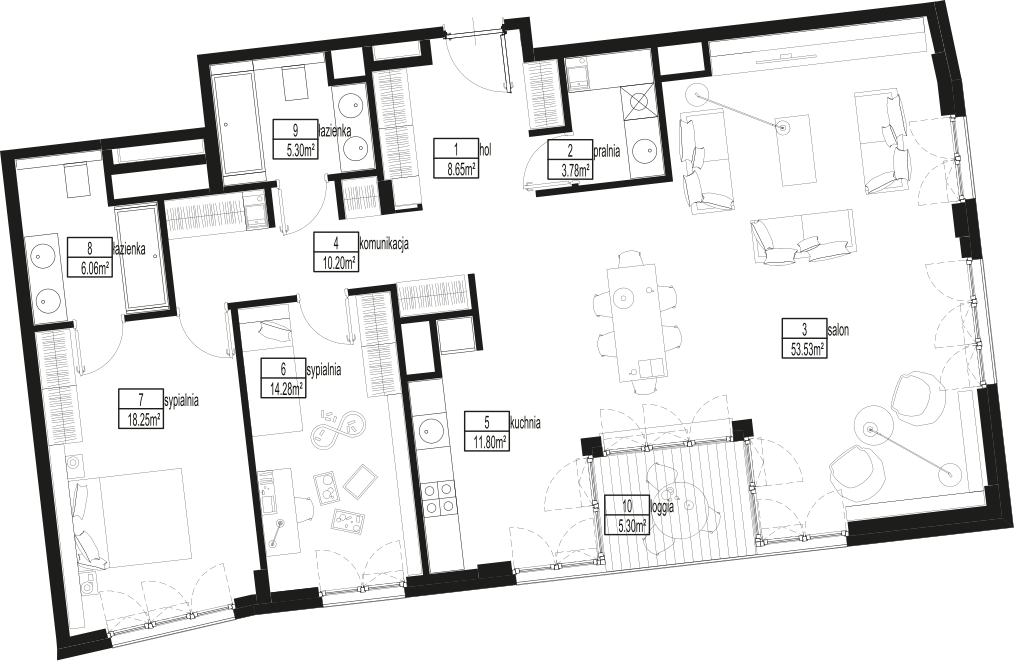 9 łazienka
5.30m²
1 hol
8.65m²
2 pralnia
3.78m²
8 łazienka
6.06m²
4 komunikacja
10.20m²
3 salon
53.53m²
6 sypialnia
14.28m²
7 sypialnia
18.25m²
5 kuchnia
11.80m²
10 loggia
5.30m²